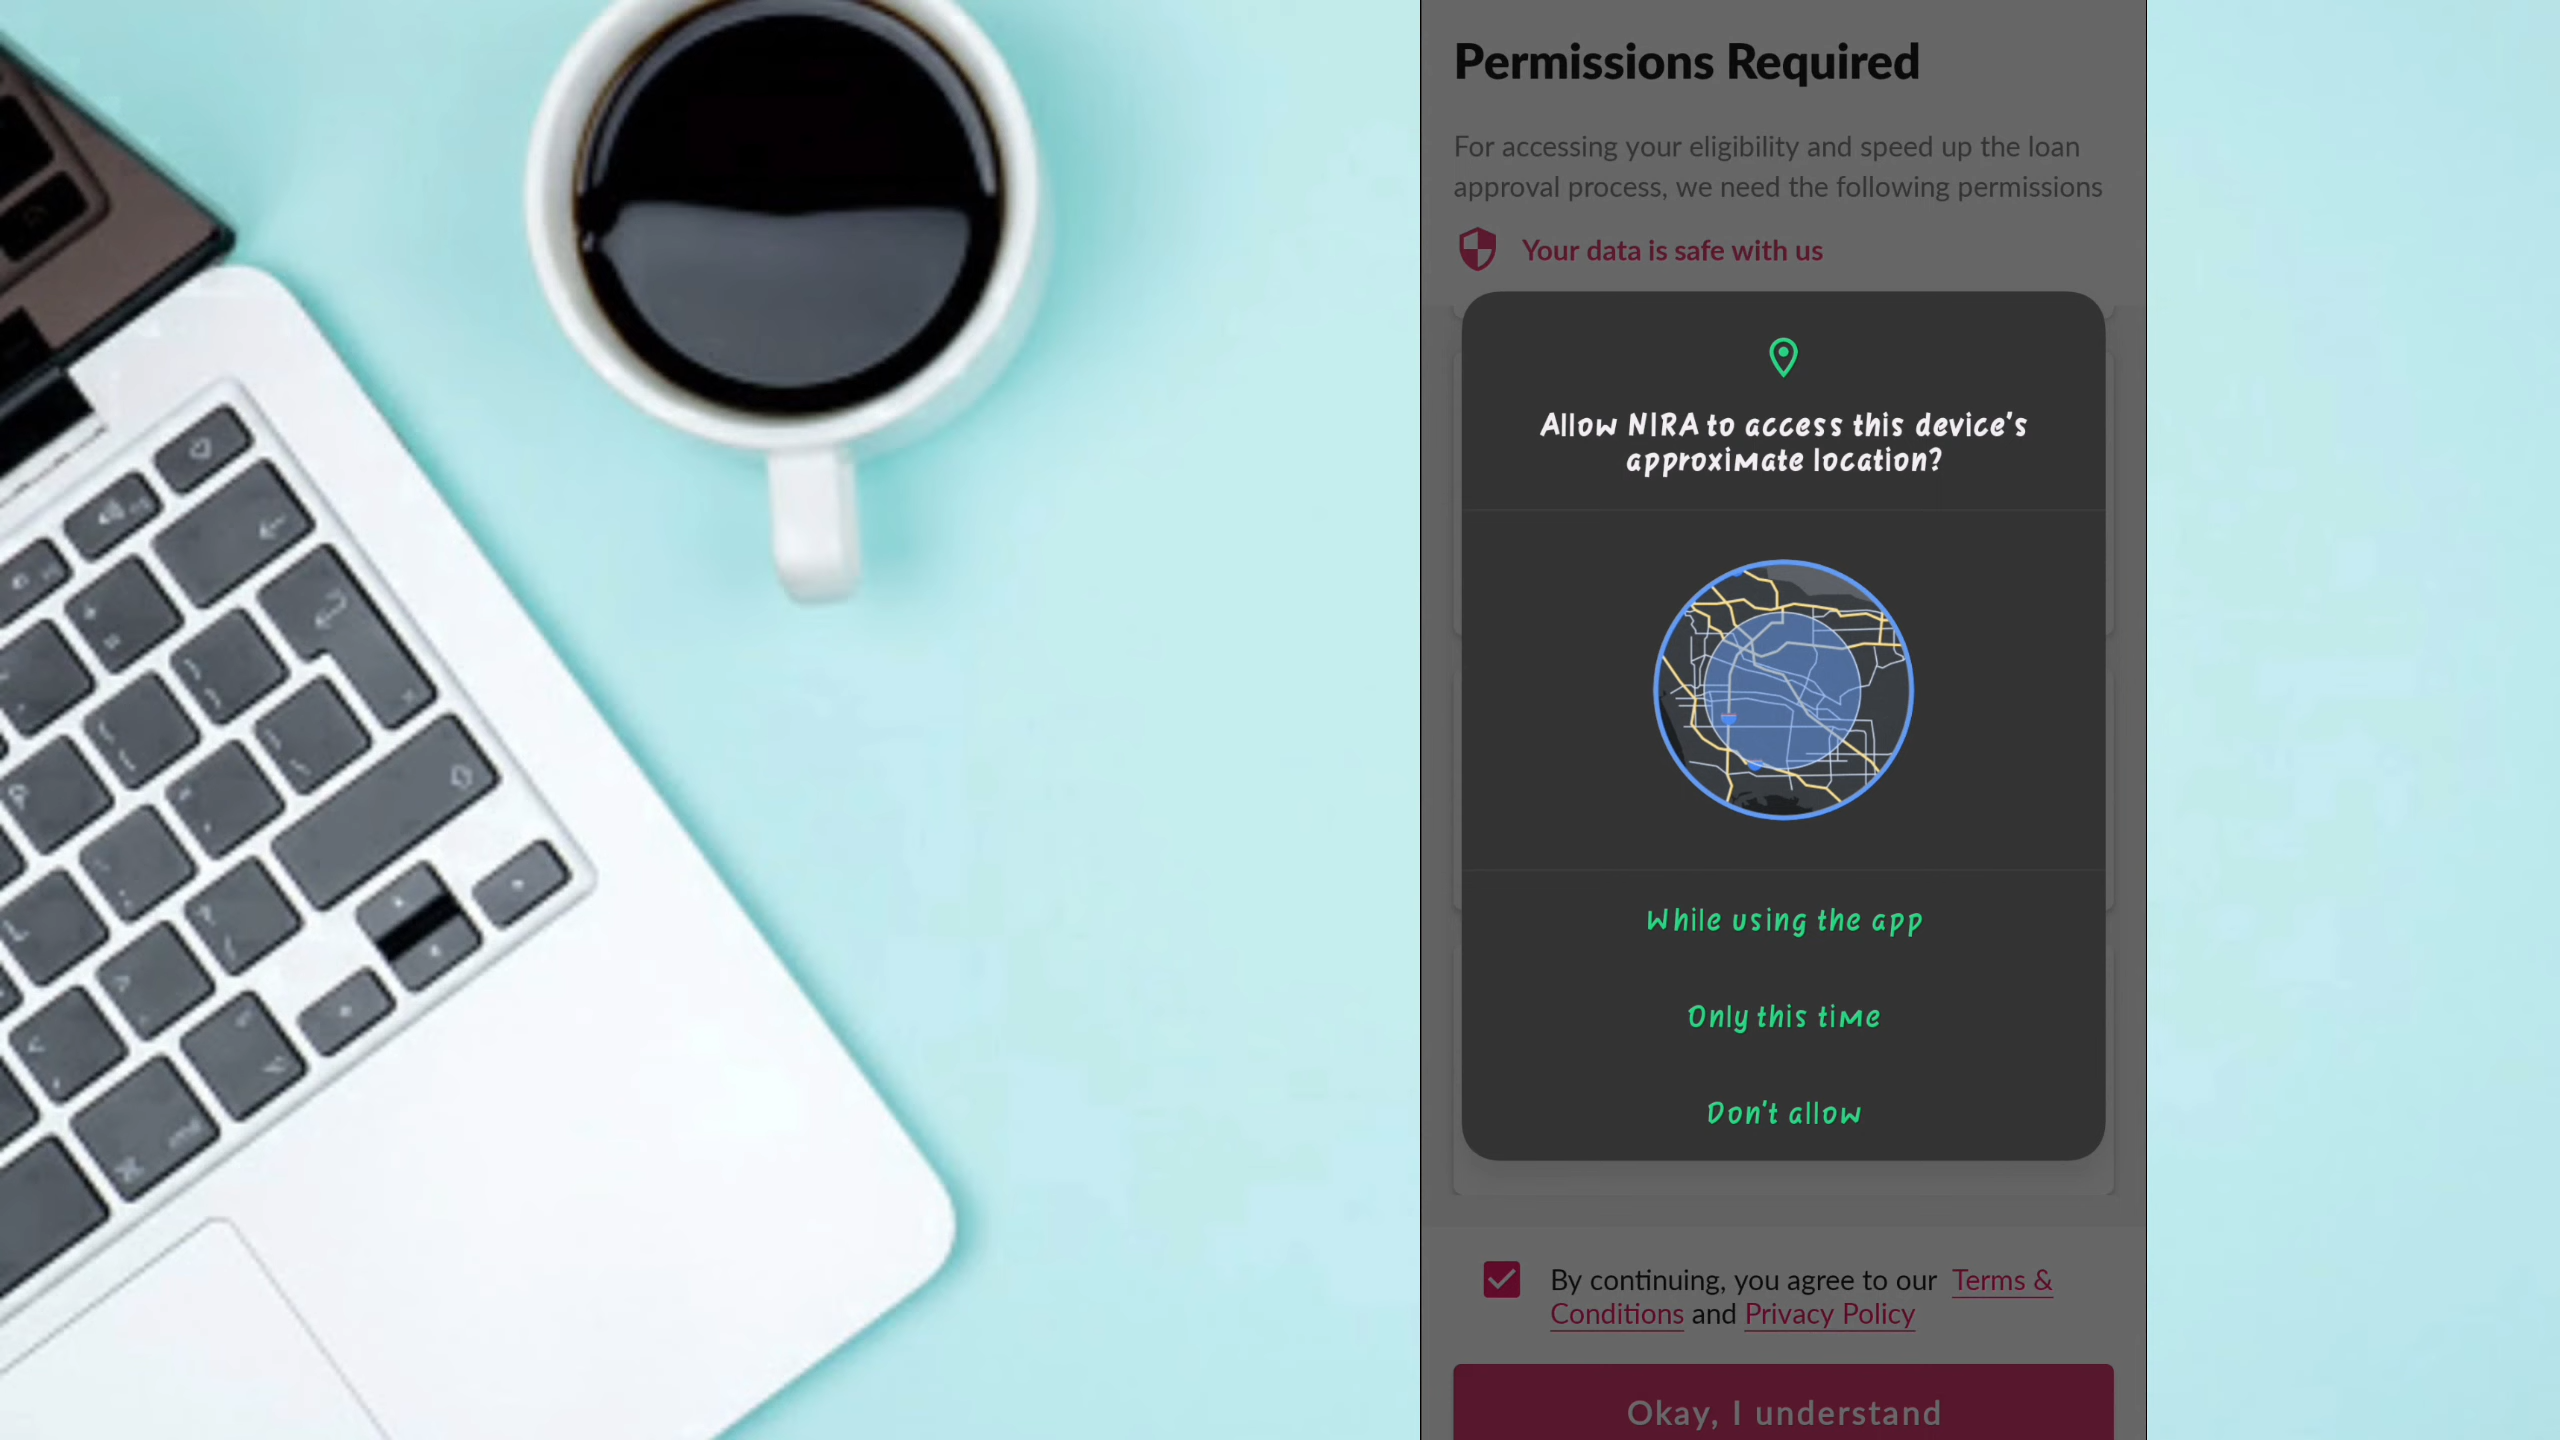 Permissions Required
For accessing your eligibility and speed up the loan
approval process, we need the following permissions
Your data is safe with us
Allow NIRA to access this device's
approximate location?
While using the app
Only this time
Don't allow
By continuing, you agree to our Terms &
Conditions and Privacy Policy
Okay, I understand